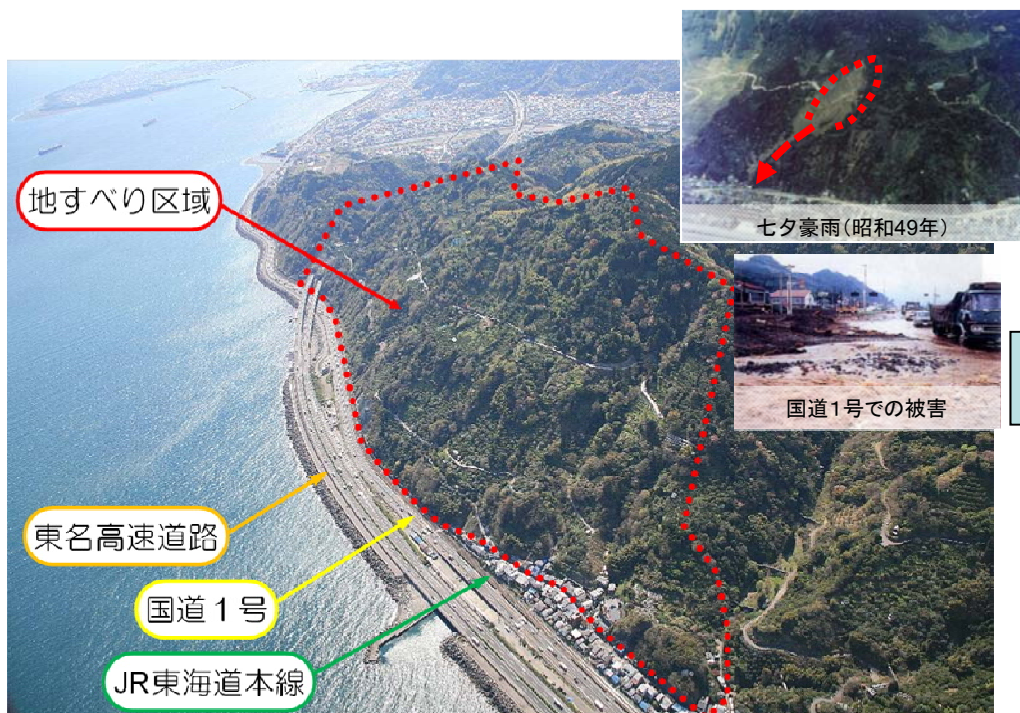 地すべり区域
七夕豪雨(昭和49年)
国道1号での被害
東名高速道路
国道1号
JR東海道本線